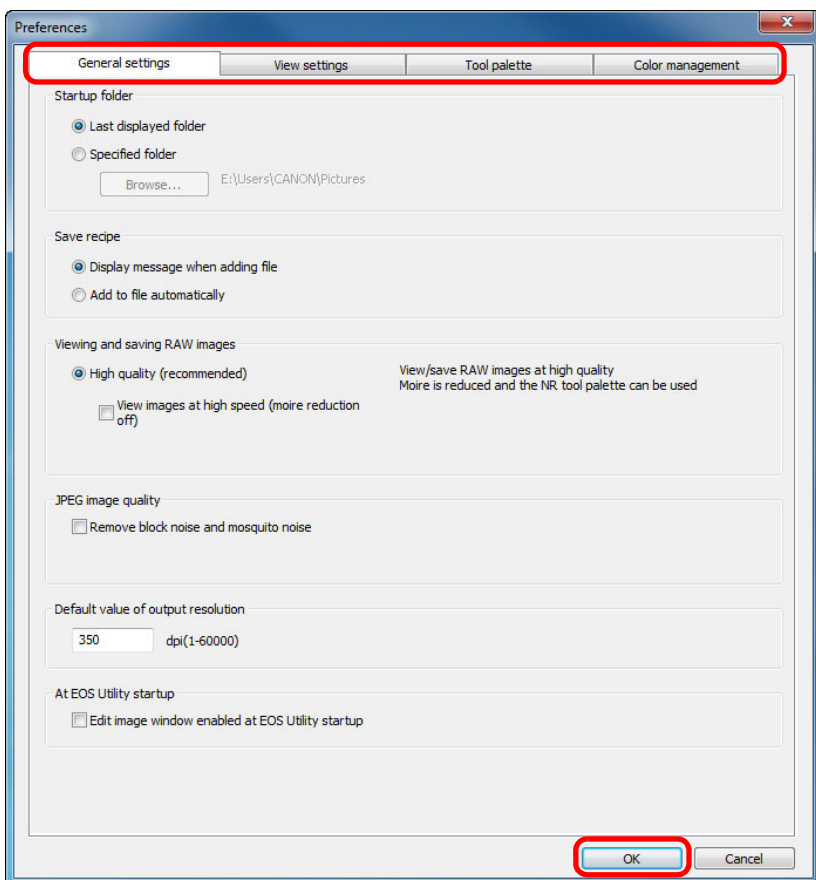 Preferences
General settings View settings Tool palette Color management
Startup folder
Last displayed folder
Specified folder
Browse... E:\Users\CANON\Pictures
Save recipe
Display message when adding file
Add to file automatically
Viewing and saving RAW images
High quality (recommended)
View/save RAW images at high quality
Moire is reduced and the NR tool palette can be used
View images at high speed (moire reduction
off)
JPEG image quality
Remove block noise and mosquito noise
Default value of output resolution
350 dpi(1-60000)
At EOS Utility startup
Edit image window enabled at EOS Utility startup
OK Cancel